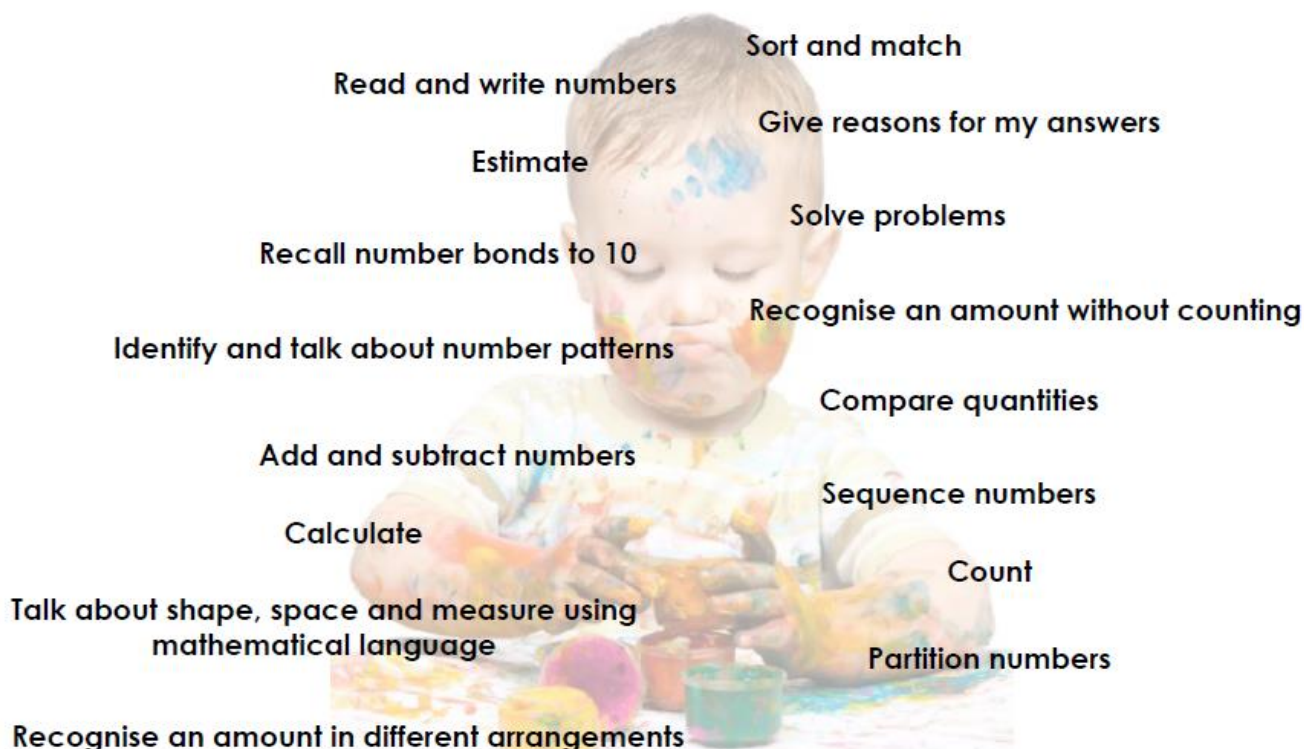 Sort and match
Read and write numbers
Give reasons for my answers
Estimate
Solve problems
Recall number bonds to 10
Recognise an amount without counting
Identify and talk about number patterns
Compare quantities
Add and subtract numbers
Sequence numbers
Calculate
Count
Talk about shape, space and measure using
mathematical language
Partition numbers
Recognise an amount in different arrangements